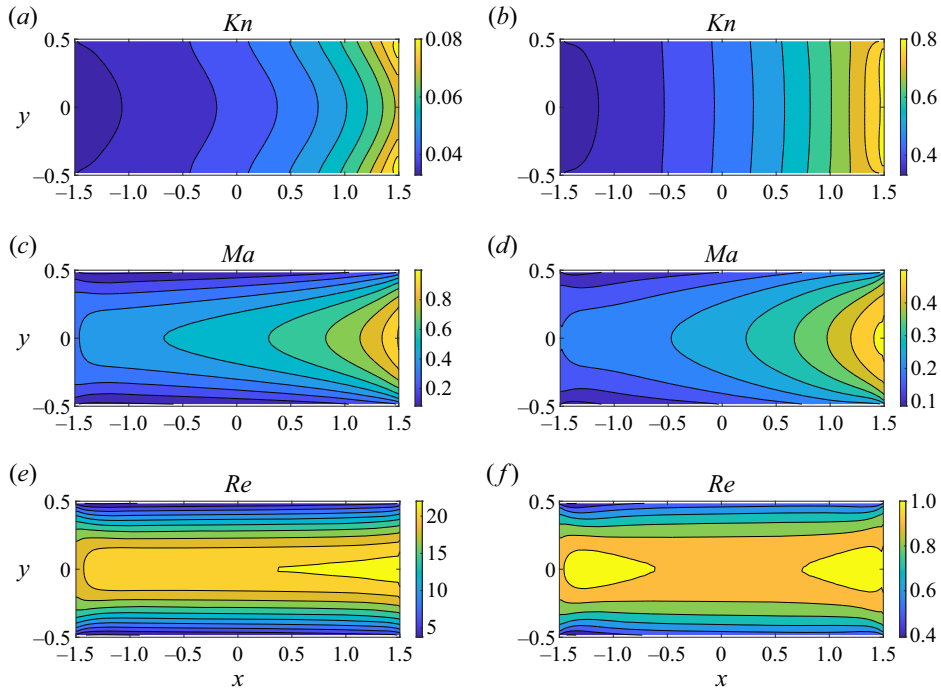 (a) Kn (b) Kn
0.5 0.08 0.5 0.8
y 0 0.06 0 0.6
0.04 0.4
–0.5 –0.5
–1.5 –1.0 –0.5 0 0.5 1.0 1.5 –1.5 –1.0 –0.5 0 0.5 1.0 1.5
(c) Ma (d) Ma
0.5 0.5
0.8 0.4
y 0 0.6 0 0.3
0.4 0.2
0.2 0.1
–0.5 –0.5
–1.5 –1.0 –0.5 0 0.5 1.0 1.5 –1.5 –1.0 –0.5 0 0.5 1.0 1.5
(e) Re (f) Re
0.5 20 0.5 1.0
15 0.8
y 0 0
10 0.6
5 0.4
–0.5 –0.5
–1.5 –1.0 –0.5 0 0.5 1.0 1.5 –1.5 –1.0 –0.5 0 0.5 1.0 1.5
x x